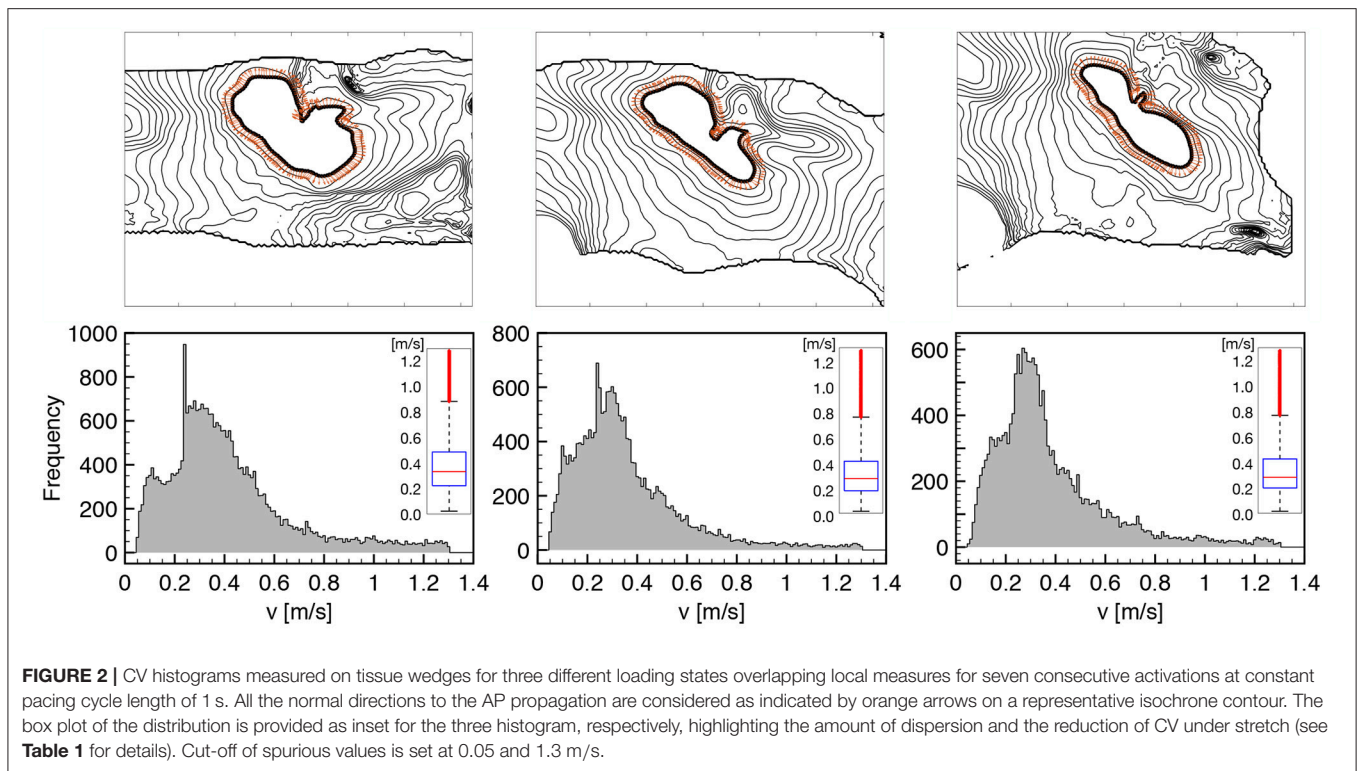 1000
800
600
400
200
0
Frequency
[m/s]
1.2
1.0
0.8
0.6
0.4
0.2
0.0
0 0.2 0.4 0.6 0.8 1 1.2 1.4
v [m/s]
800
600
400
200
0
[m/s]
1.2
1.0
0.8
0.6
0.4
0.2
0.0
0 0.2 0.4 0.6 0.8 1 1.2 1.4
v [m/s]
600
400
200
0
[m/s]
1.2
1.0
0.8
0.6
0.4
0.2
0.0
0 0.2 0.4 0.6 0.8 1 1.2 1.4
v [m/s]
FIGURE 2 | CV histograms measured on tissue wedges for three different loading states overlapping local measures for seven consecutive activations at constant
pacing cycle length of 1 s. All the normal directions to the AP propagation are considered as indicated by orange arrows on a representative isochrone contour. The
box plot of the distribution is provided as inset for the three histogram, respectively, highlighting the amount of dispersion and the reduction of CV under stretch (see
Table 1 for details). Cut-off of spurious values is set at 0.05 and 1.3 m/s.